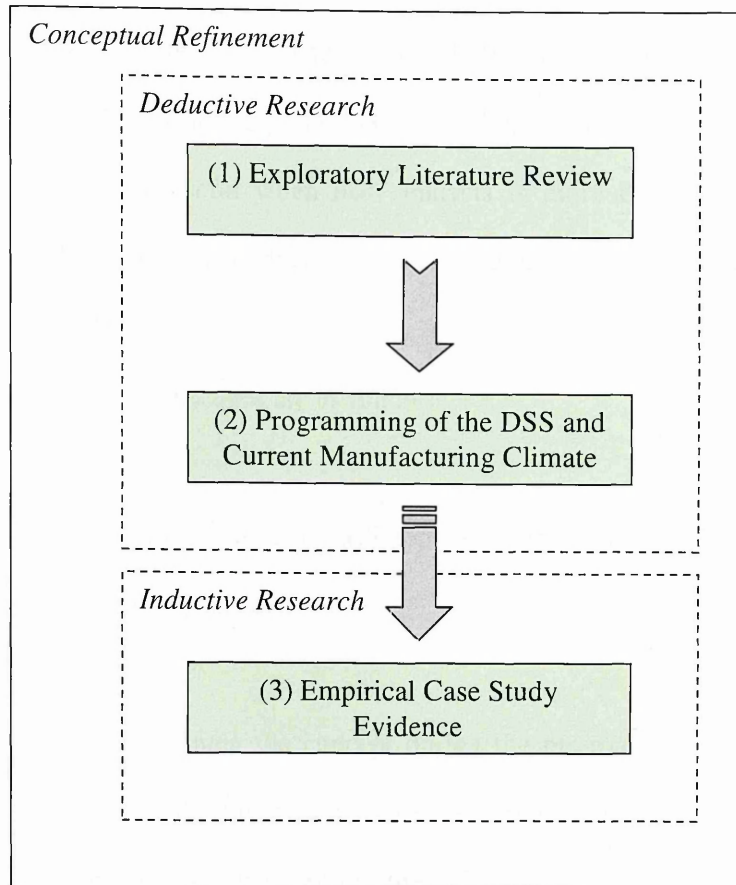 Conceptual Refinement
Deductive Research
(1) Exploratory Literature Review
(2) Programming of the DSS and
Current Manufacturing Climate
Inductive Research
(3) Empirical Case Study
Evidence